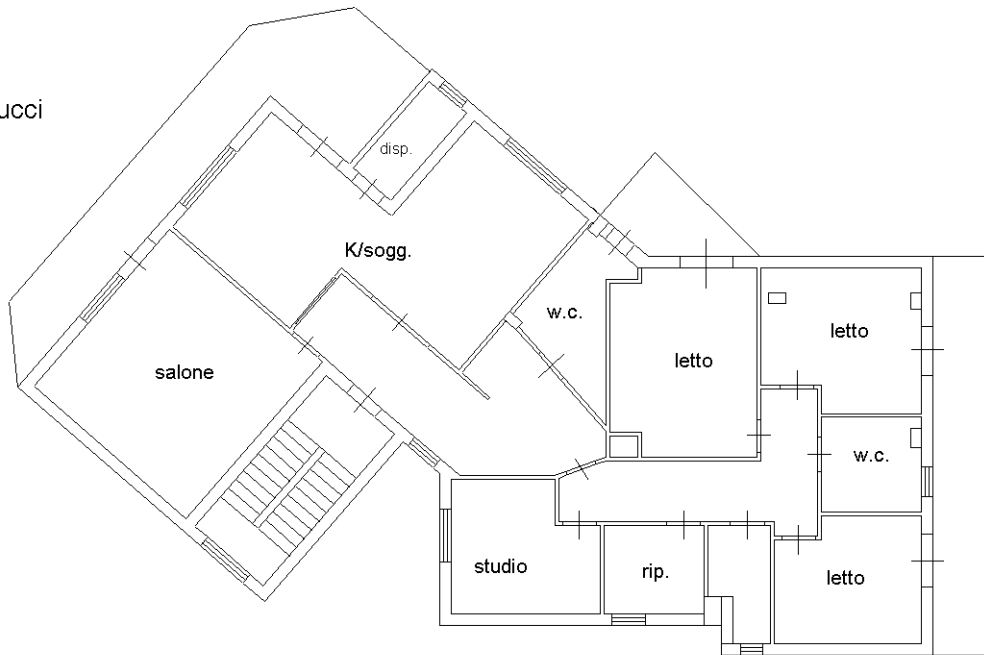 ucci
disp.
K/sogg.
w.c.
salone
letto
letto
w.c.
studio
rip.
letto